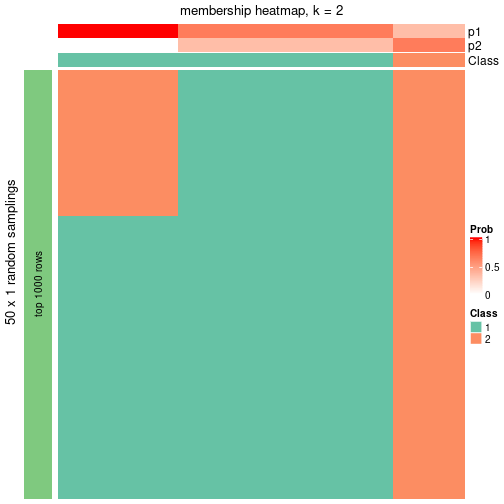 membership heatmap, k = 2
p1
p2
Class
50 x 1 random samplings
top 1000 rows
Prob
1
0.5
0
Class
1
2